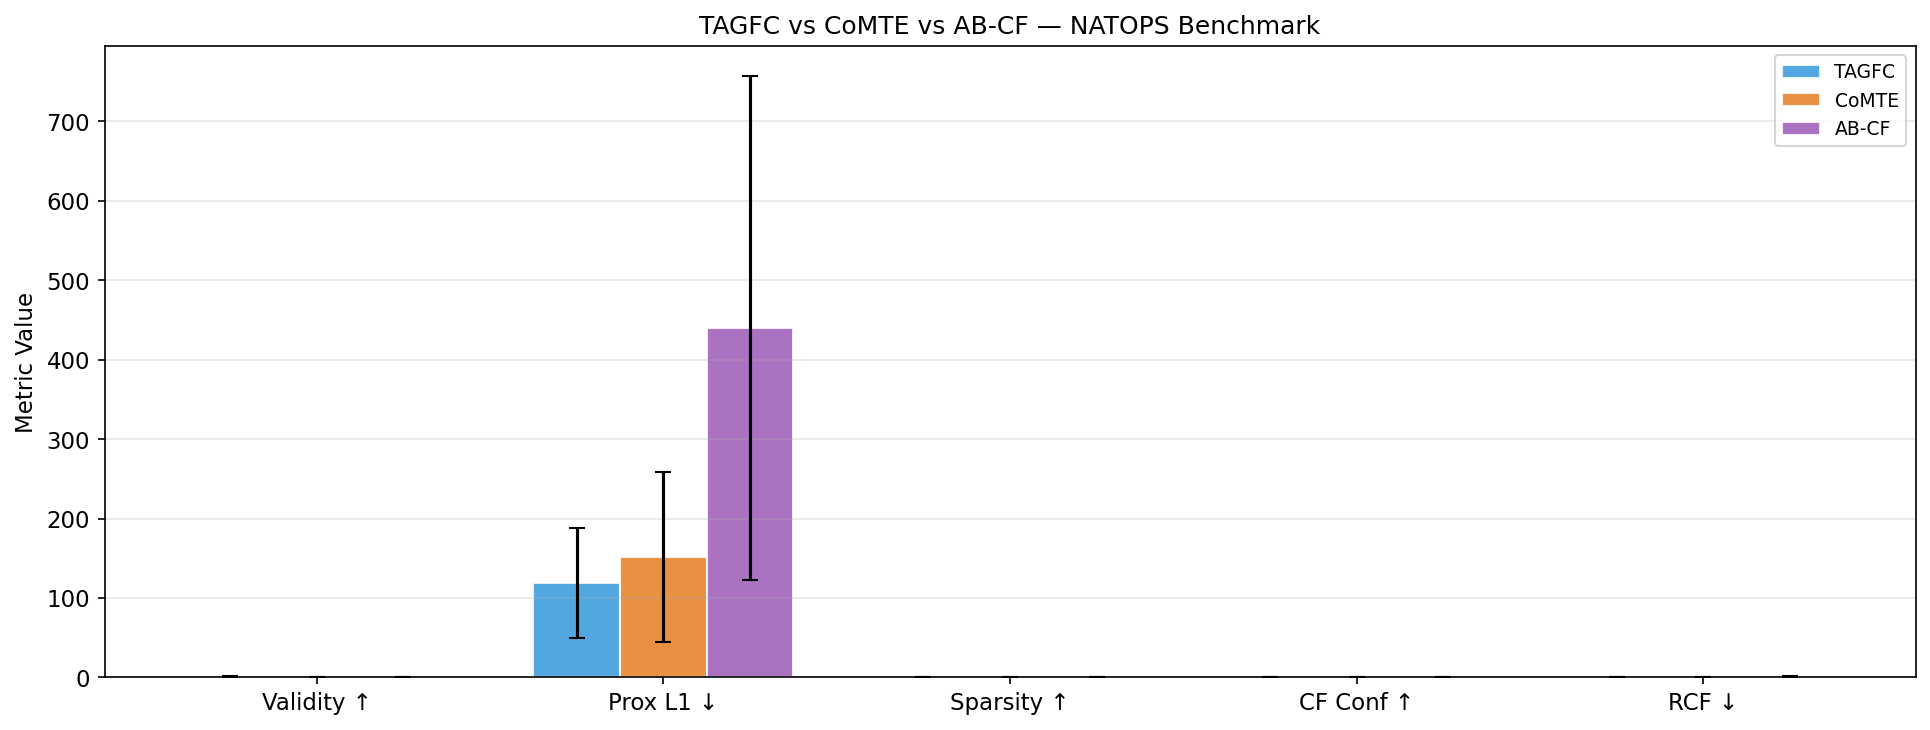 TAGFC vs CoMTE vs AB-CF — NATOPS Benchmark
TAGFC
CoMTE
AB-CF
Metric Value
700
600
500
400
300
200
100
0
Validity ↑
Prox L1 ↓
Sparsity ↑
CF Conf ↑
RCF ↓